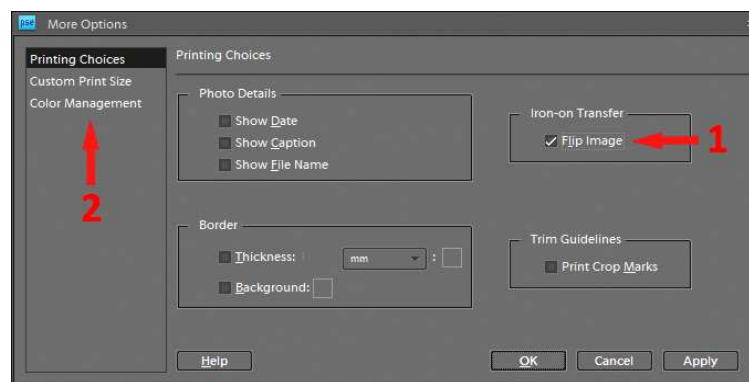 pse More Options
Printing Choices
Custom Print Size
Color Management
2
Printing Choices
Photo Details
Show Date
Show Caption
Show File Name
Iron-on Transfer
Flip Image
1
Border
Thickness:
mm
:
Background:
Trim Guidelines
Print Crop Marks
Help
OK
Cancel
Apply